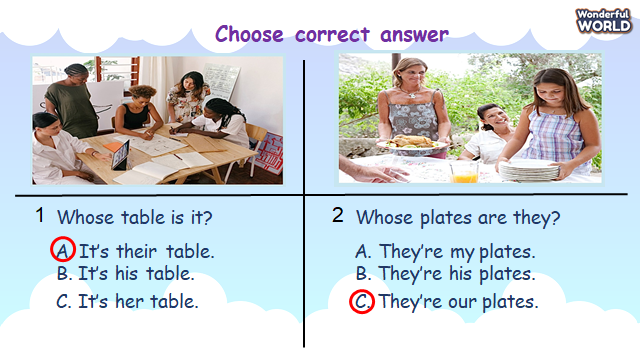 Wonderful
WORLD
Choose correct answer
1 Whose table is it?
A. It's their table.
B. It's his table.
C. It's her table.
2 Whose plates are they?
A. They're my plates.
B. They're his plates.
C. They're our plates.